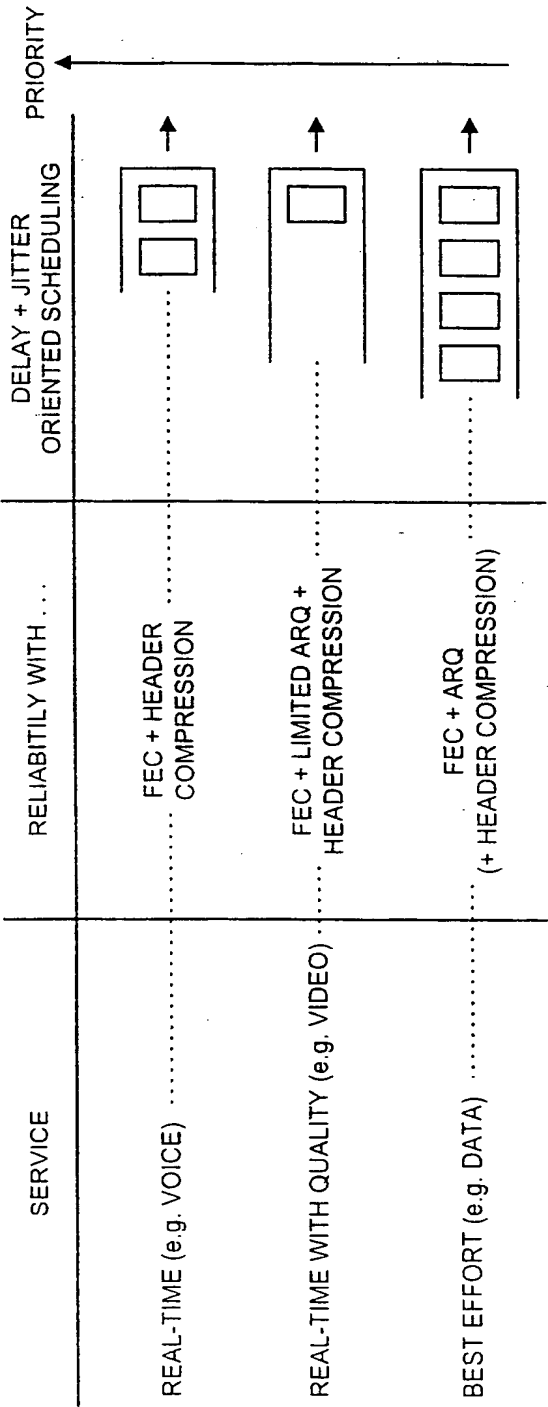 SERVICE
RELIABITILY WITH ...
DELAY + JITTER
ORIENTED SCHEDULING
PRIORITY
REAL-TIME (e.g. VOICE)
FEC + HEADER
COMPRESSION
REAL-TIME WITH QUALITY (e.g. VIDEO)
FEC + LIMITED ARQ +
HEADER COMPRESSION
BEST EFFORT (e.g. DATA)
FEC + ARQ
(+ HEADER COMPRESSION)